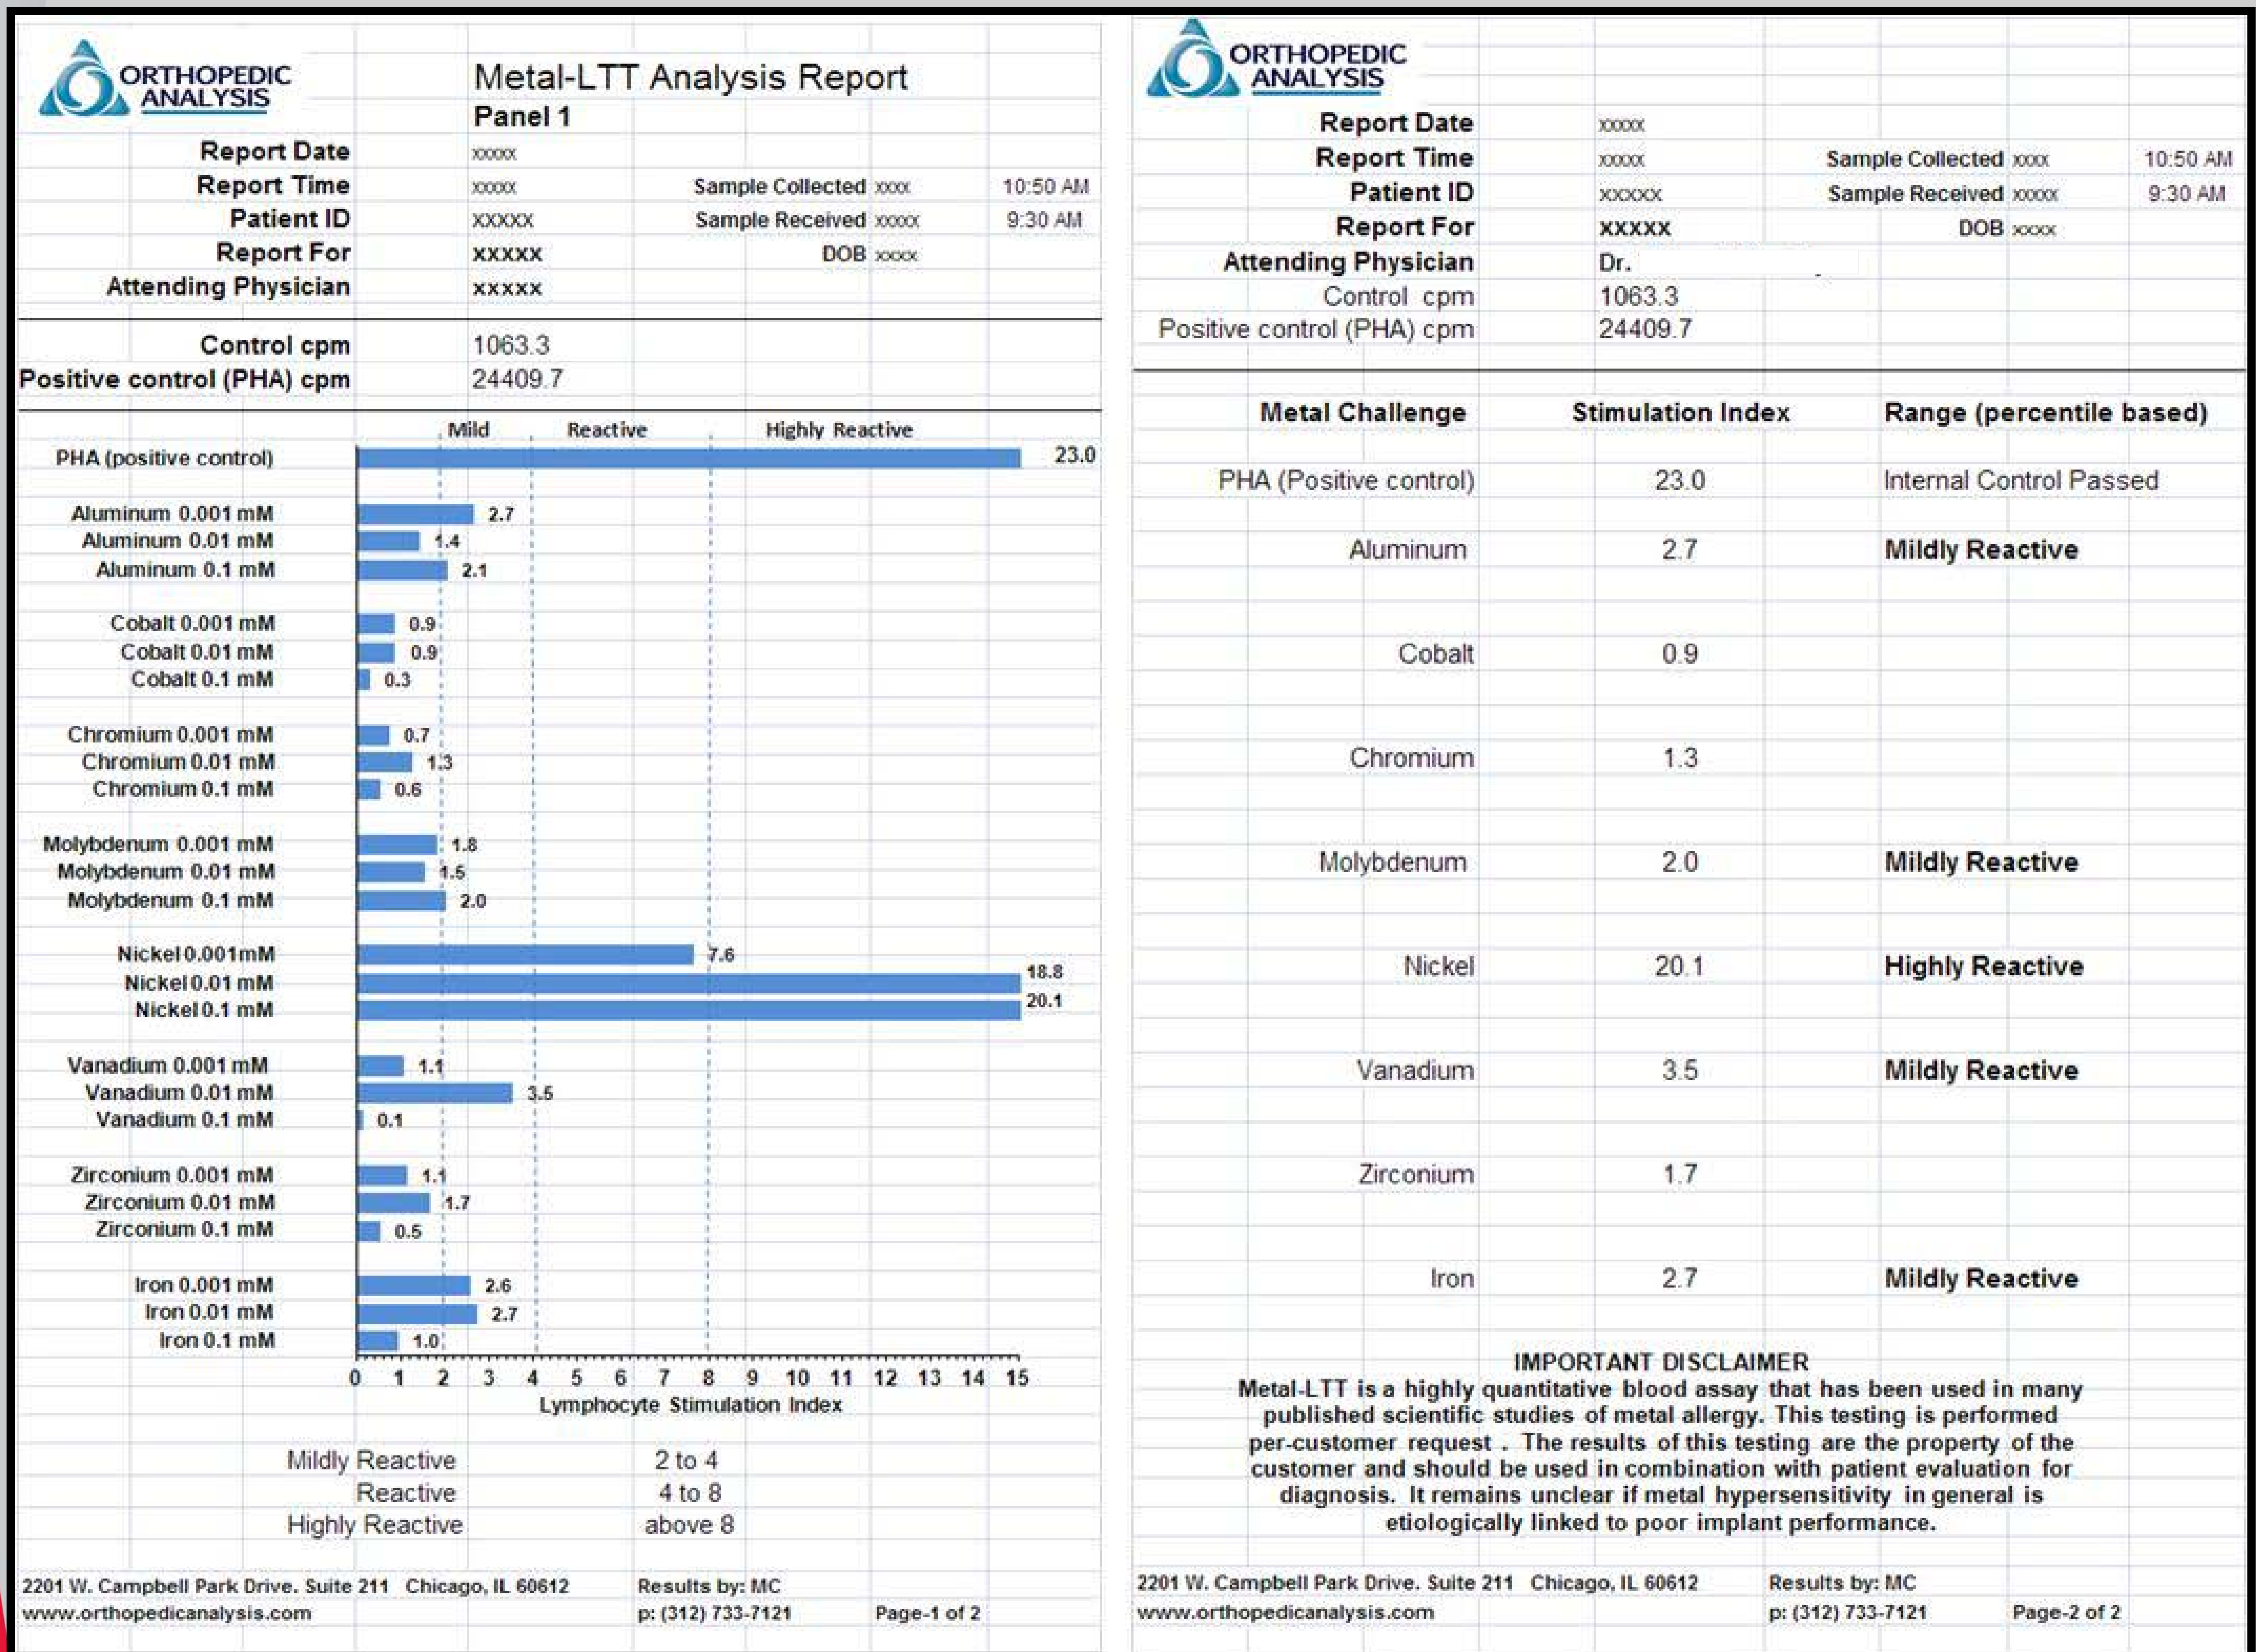 ORTHOPEDIC
ANALYSIS
Metal-LTT Analysis Report
Panel 1
Report Date xxxxx
Report Time xxxxx Sample Collected xxxx 10:50 AM
Patient ID XXXXX Sample Received xxxxx 9:30 AM
Report For XXXXX DOB xxxx
Attending Physician XXXXX
Control cpm 1063.3
Positive control (PHA) cpm 24409.7
Mild Reactive Highly Reactive
PHA (positive control) 23.0
Aluminum 0.001 mM 2.7
Aluminum 0.01 mM 1.4
Aluminum 0.1 mM 2.1
Cobalt 0.001 mM 0.9
Cobalt 0.01 mM 0.9
Cobalt 0.1 mM 0.3
Chromium 0.001 mM 0.7
Chromium 0.01 mM 1.3
Chromium 0.1 mM 0.6
Molybdenum 0.001 mM 1.8
Molybdenum 0.01 mM 1.5
Molybdenum 0.1 mM 2.0
Nickel 0.001mM 7.6
Nickel 0.01 mM 18.8
Nickel 0.1 mM 20.1
Vanadium 0.001 mM 1.1
Vanadium 0.01 mM 3.5
Vanadium 0.1 mM 0.1
Zirconium 0.001 mM 1.1
Zirconium 0.01 mM 1.7
Zirconium 0.1 mM 0.5
Iron 0.001 mM 2.6
Iron 0.01 mM 2.7
Iron 0.1 mM 1.0
0 1 2 3 4 5 6 7 8 9 10 11 12 13 14 15
Lymphocyte Stimulation Index
Mildly Reactive 2 to 4
Reactive 4 to 8
Highly Reactive above 8
2201 W. Campbell Park Drive. Suite 211 Chicago, IL 60612 Results by: MC
www.orthopedicanalysis.com p: (312) 733-7121 Page-1 of 2
ORTHOPEDIC
ANALYSIS
Report Date xxxxx
Report Time xxxxx Sample Collected xxxx 10:50 AM
Patient ID XXXXX Sample Received xxxxx 9:30 AM
Report For XXXXX DOB xxxx
Attending Physician Dr.
Control cpm 1063.3
Positive control (PHA) cpm 24409.7
Metal Challenge Stimulation Index Range (percentile based)
PHA (Positive control) 23.0 Internal Control Passed
Aluminum 2.7 Mildly Reactive
Cobalt 0.9
Chromium 1.3
Molybdenum 2.0 Mildly Reactive
Nickel 20.1 Highly Reactive
Vanadium 3.5 Mildly Reactive
Zirconium 1.7
Iron 2.7 Mildly Reactive
IMPORTANT DISCLAIMER
Metal-LTT is a highly quantitative blood assay that has been used in many
published scientific studies of metal allergy. This testing is performed
per-customer request . The results of this testing are the property of the
customer and should be used in combination with patient evaluation for
diagnosis. It remains unclear if metal hypersensitivity in general is
etiologically linked to poor implant performance.
2201 W. Campbell Park Drive. Suite 211 Chicago, IL 60612 Results by: MC
www.orthopedicanalysis.com p: (312) 733-7121 Page-2 of 2